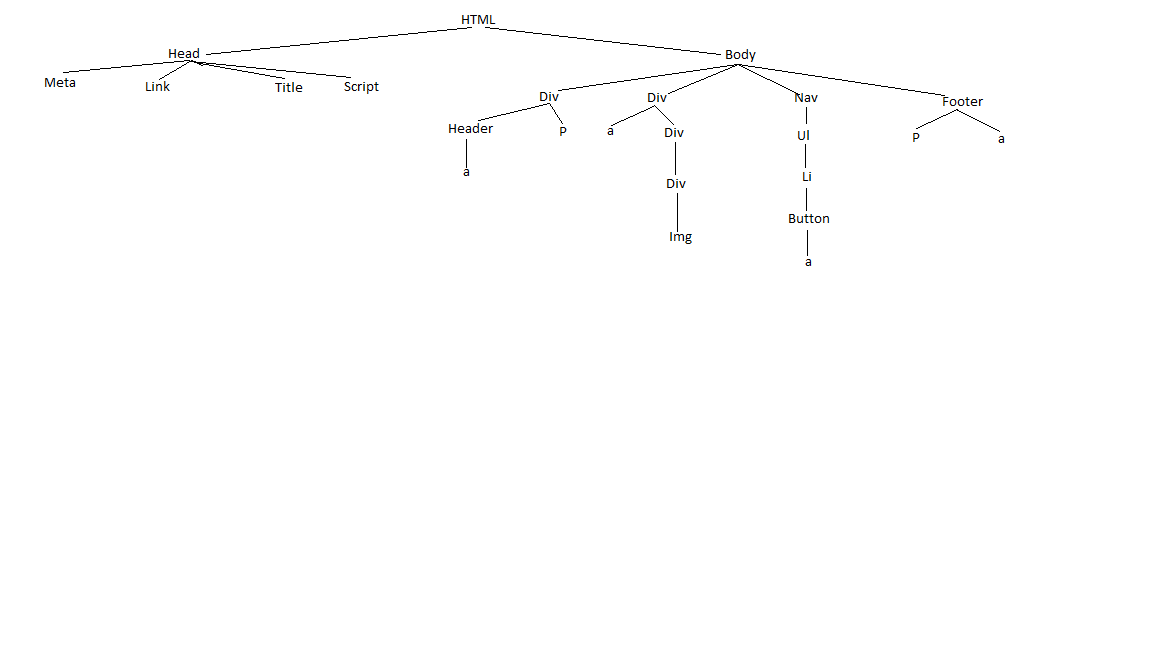 HTML
Head
Body
Meta
Link
Title
Script
Div
Div
Nav
Footer
Header
P
a
Div
Ul
P
a
a
Div
Li
Button
Img
a